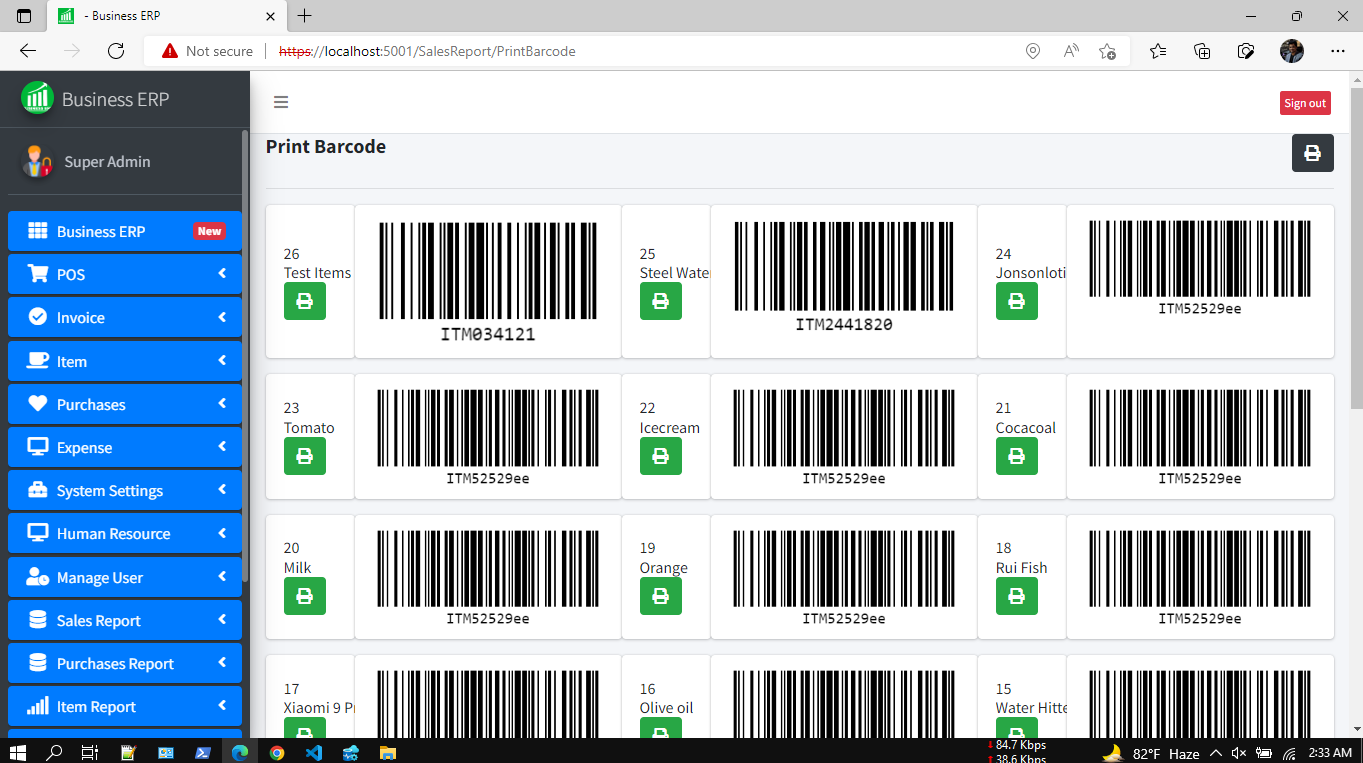 - Business ERP
Not secure
https://localhost:5001/SalesReport/PrintBarcode
Business ERP
Sign out
Super Admin
Print Barcode
Business ERP New
POS
Invoice
Item
Purchases
Expense
System Settings
Human Resource
Manage User
Sales Report
Purchases Report
Item Report
26
Test Items
ITM034121
25
Steel Wate
ITM2441820
24
Jonsonloti
ITM52529ee
23
Tomato
ITM52529ee
22
Icecream
ITM52529ee
21
Cocacoal
ITM52529ee
20
Milk
ITM52529ee
19
Orange
ITM52529ee
18
Rui Fish
ITM52529ee
17
Xiaomi 9 P
16
Olive oil
15
Water Hitte
84.7 Kbps
38.6 Kbps
82°F Haze
2:33 AM